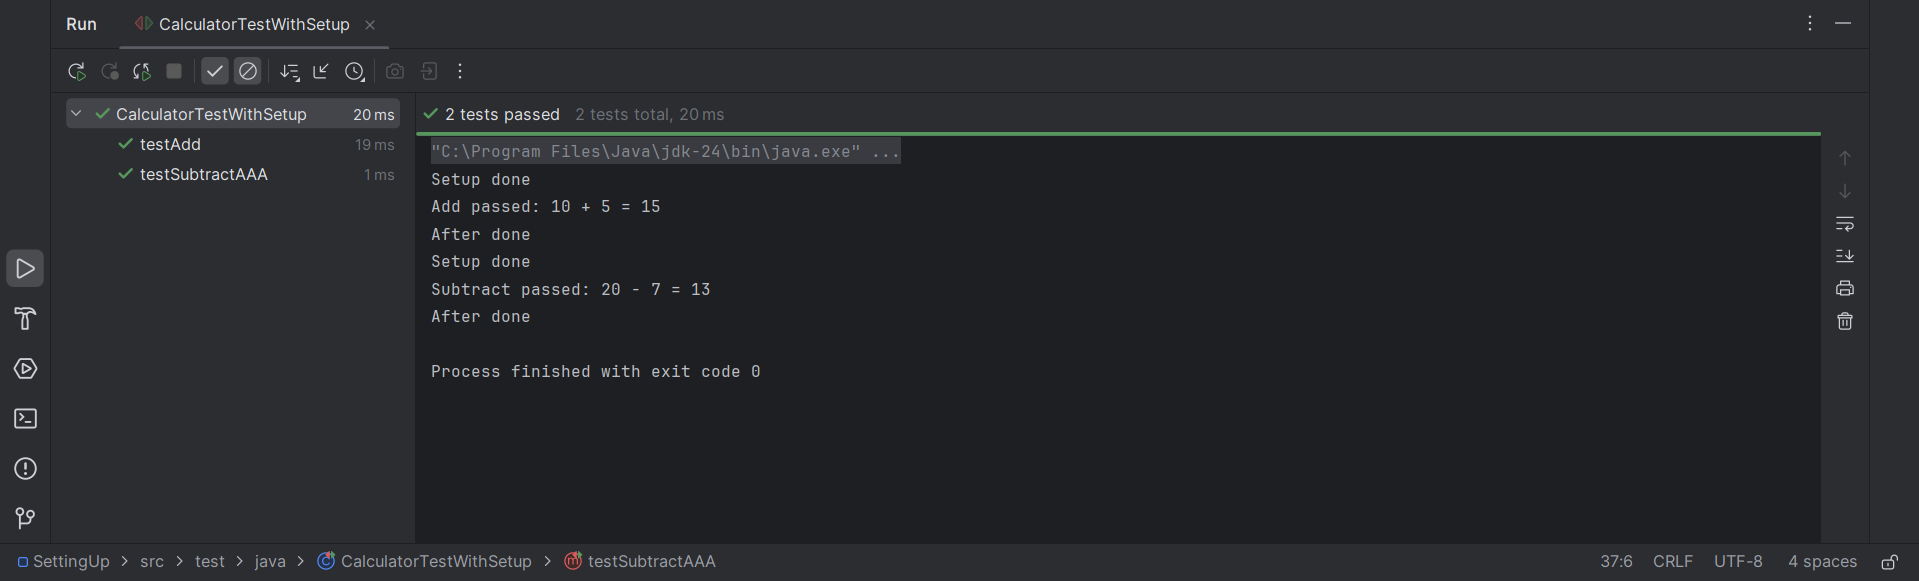 Run CalculatorTestWithSetup
CalculatorTestWithSetup 20 ms
testAdd 19 ms
testSubtractAAA 1 ms
2 tests passed 2 tests total, 20 ms
"C:\Program Files\Java\jdk-24\bin\java.exe" ...
Setup done
Add passed: 10 + 5 = 15
After done
Setup done
Subtract passed: 20 - 7 = 13
After done
Process finished with exit code 0
SettingUp > src > test > java > CalculatorTestWithSetup > testSubtractAAA 37:6 CRLF UTF-8 4 spaces